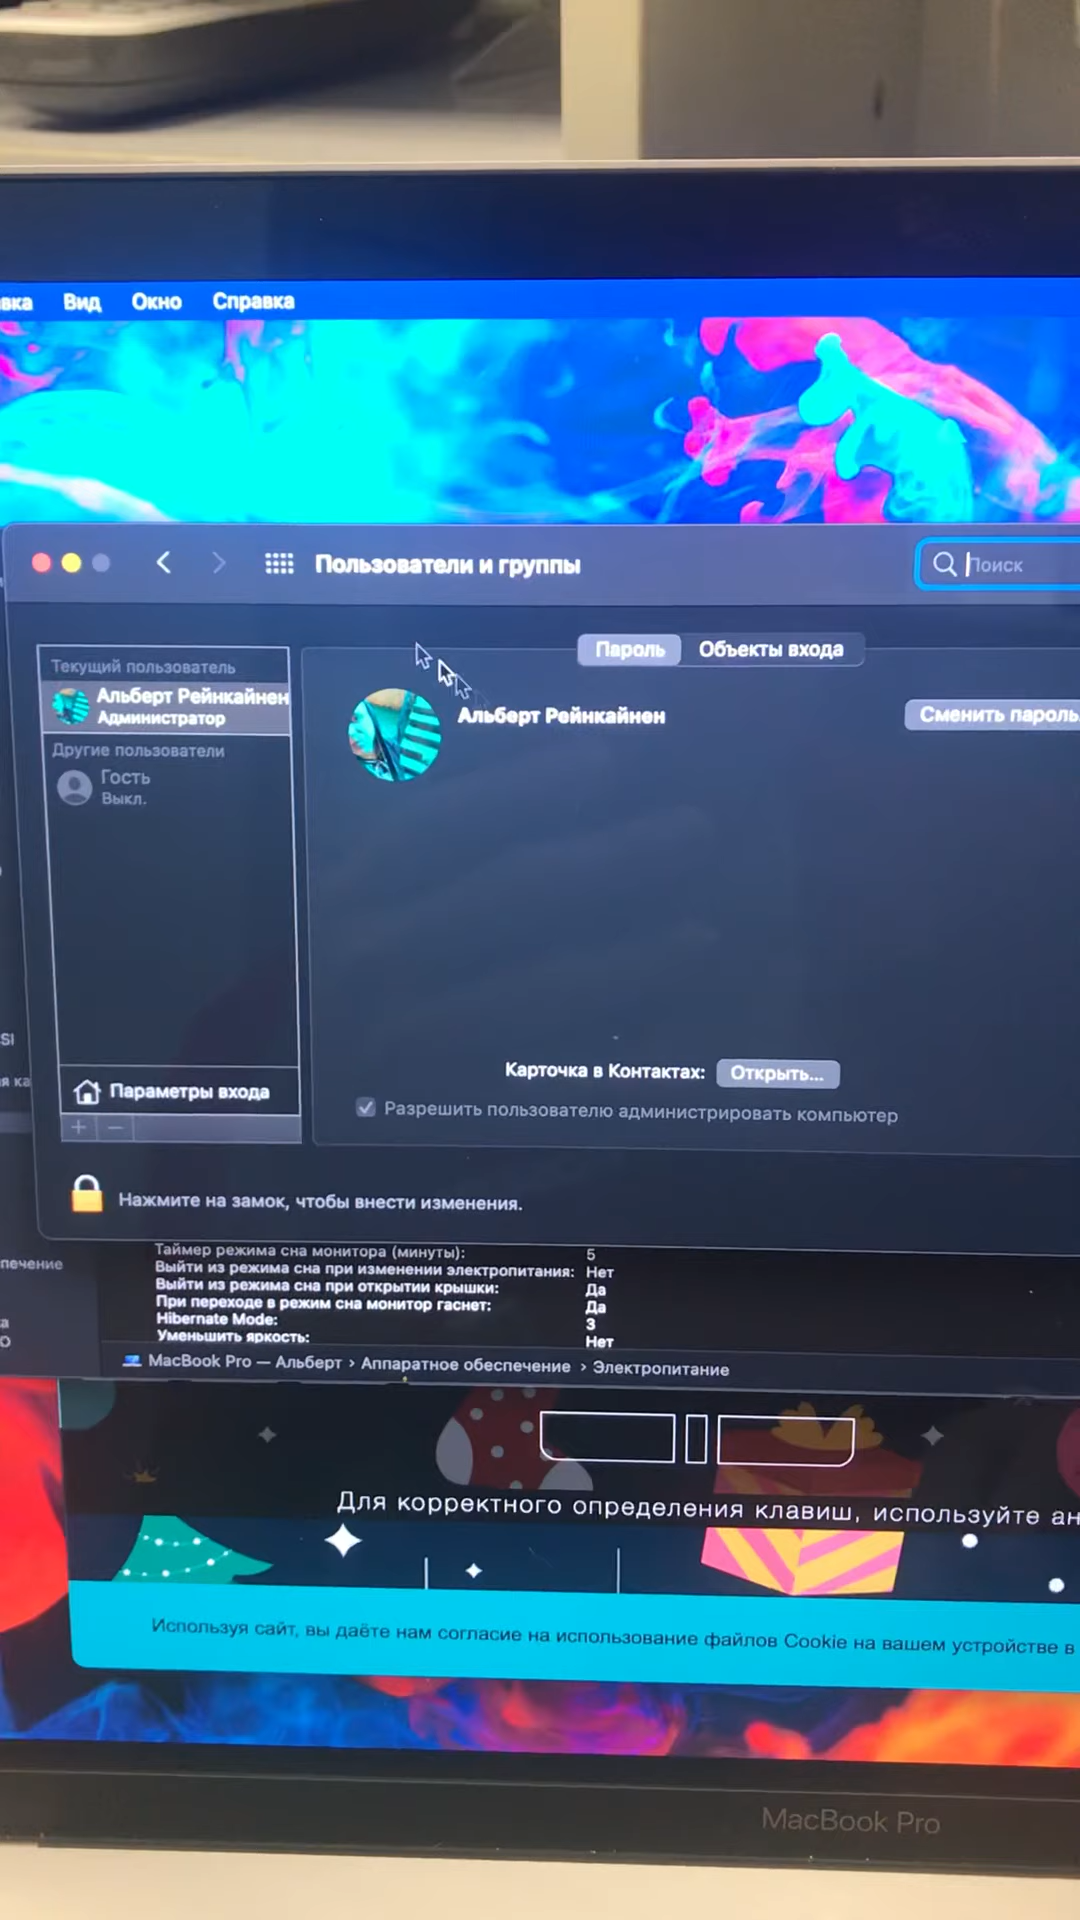 вка Вид Окно Справка
Пользователи и группы
Поиск
Пароль Объекты входа
Текущий пользователь
Альберт Рейнкайнен
Администратор
Другие пользователи
Гость
Выкл.
Альберт Рейнкайнен
Сменить пароль
Карточка в Контактах: Открыть...
Разрешить пользователю администрировать компьютер
Параметры входа
+ −
Нажмите на замок, чтобы внести изменения.
SI
я ка
печение
Таймер режима сна монитора (минуты): 5
Выйти из режима сна при изменении электропитания: Нет
Выйти из режима сна при открытии крышки: Да
При переходе в режим сна монитор гаснет: Да
Hibernate Mode: 3
Уменьшить яркость: Нет
MacBook Pro — Альберт › Аппаратное обеспечение › Электропитание
Для корректного определения клавиш, используйте ан
Используя сайт, вы даёте нам согласие на использование файлов Cookie на вашем устройстве в
MacBook Pro